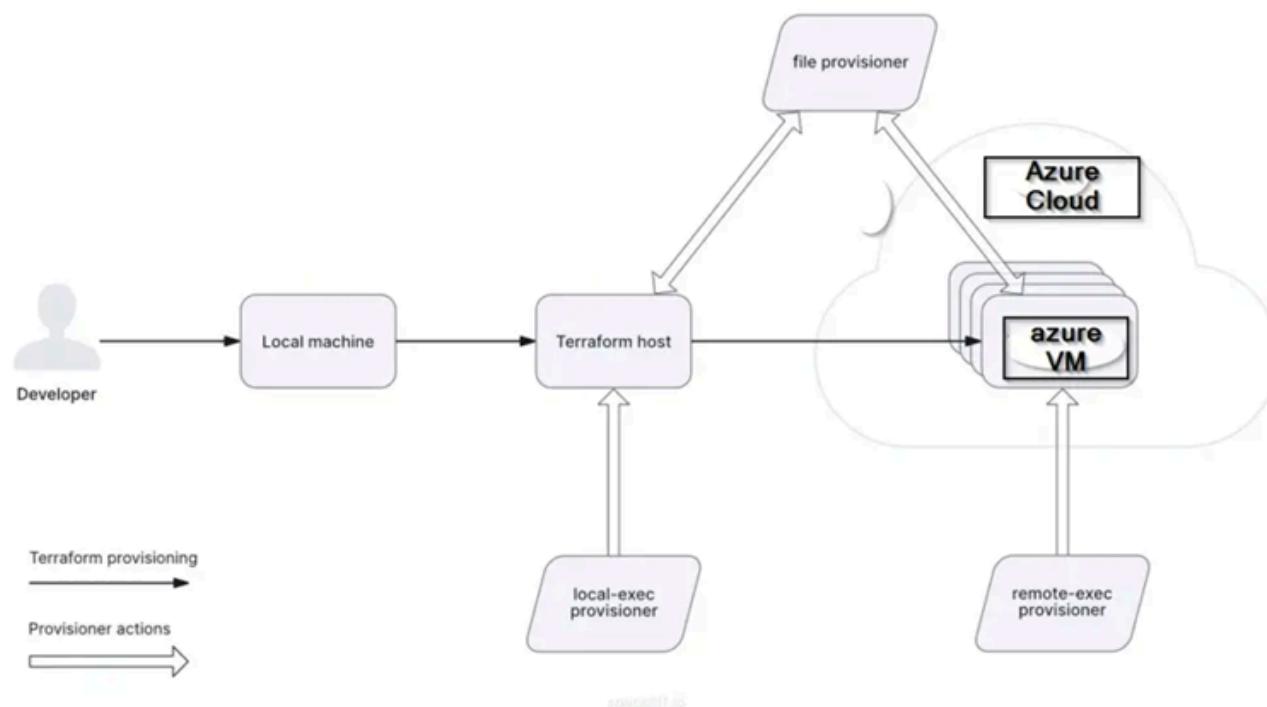 file provisioner
Azure
Cloud
Developer
Local machine
Terraform host
azure
VM
Terraform provisioning
Provisioner actions
local-exec
provisioner
remote-exec
provisioner